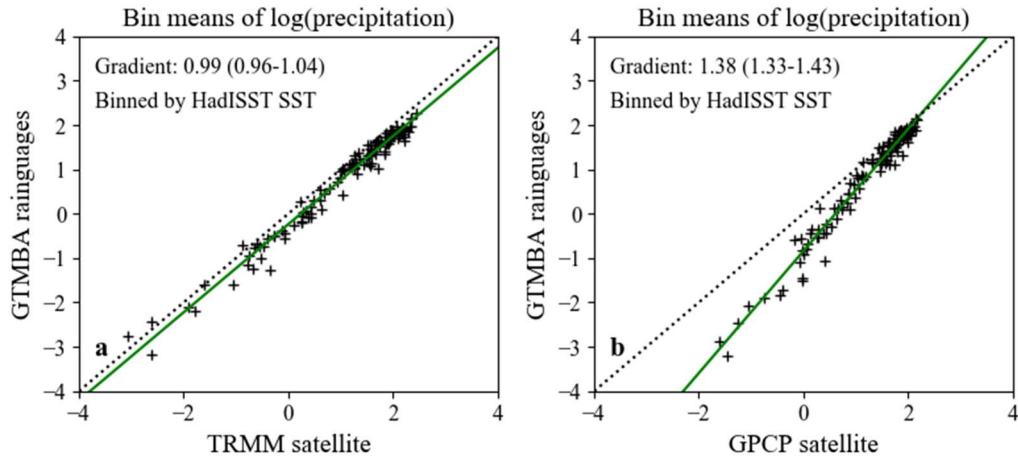 Bin means of log(precipitation)
Gradient: 0.99 (0.96-1.04)
Binned by HadISST SST
GTMBA rainguages
4
3
2
1
0
−1
−2
−3
−4
a
−4 −2 0 2 4
TRMM satellite
Bin means of log(precipitation)
Gradient: 1.38 (1.33-1.43)
Binned by HadISST SST
GTMBA rainguages
4
3
2
1
0
−1
−2
−3
−4
b
−4 −2 0 2 4
GPCP satellite